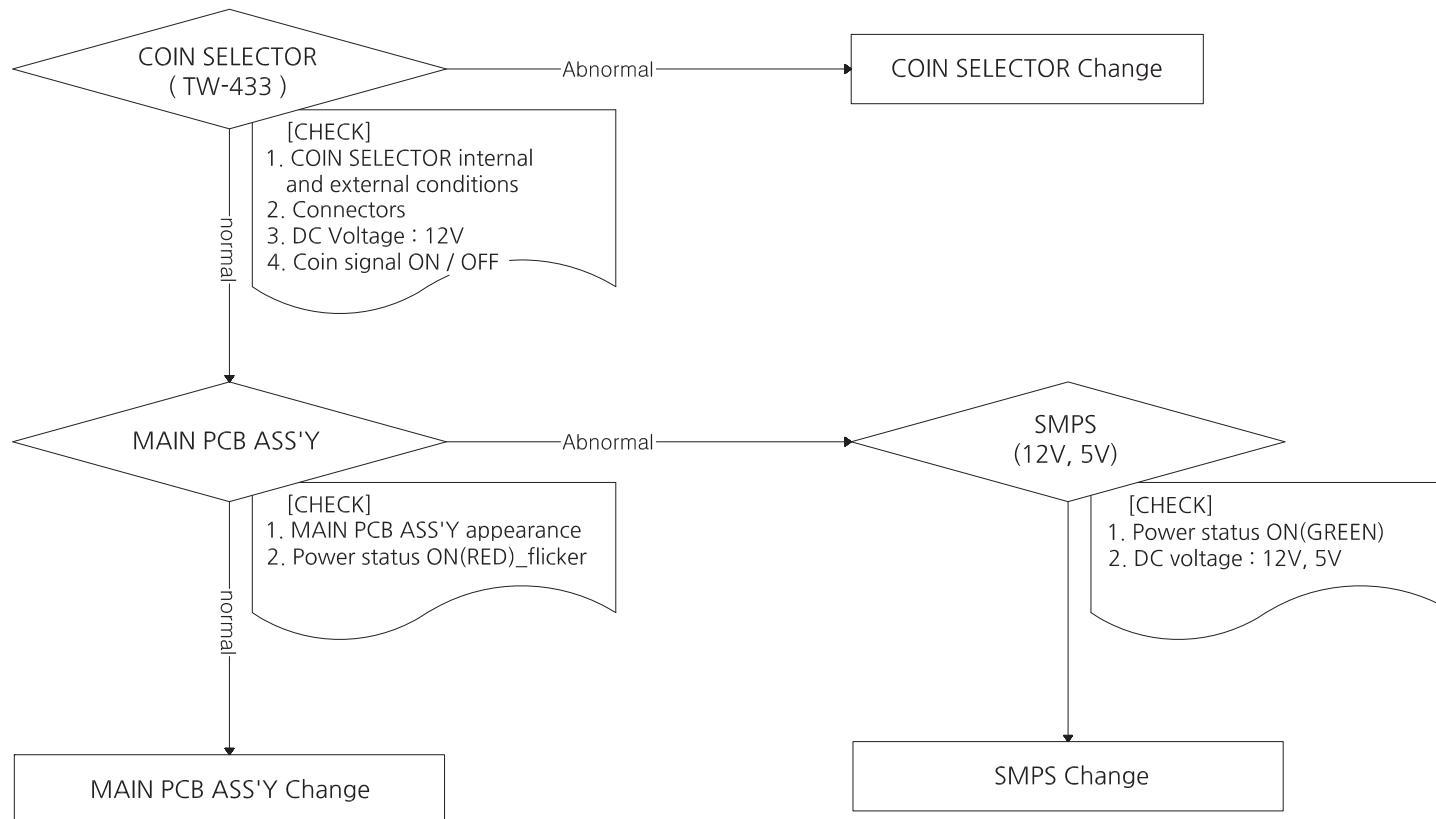 COIN SELECTOR
( TW-433 )
Abnormal
COIN SELECTOR Change
[CHECK]
1. COIN SELECTOR internal
and external conditions
2. Connectors
3. DC Voltage : 12V
4. Coin signal ON / OFF
normal
MAIN PCB ASS'Y
Abnormal
SMPS
(12V, 5V)
[CHECK]
1. MAIN PCB ASS'Y appearance
2. Power status ON(RED)_flicker
[CHECK]
1. Power status ON(GREEN)
2. DC voltage : 12V, 5V
normal
MAIN PCB ASS'Y Change
SMPS Change